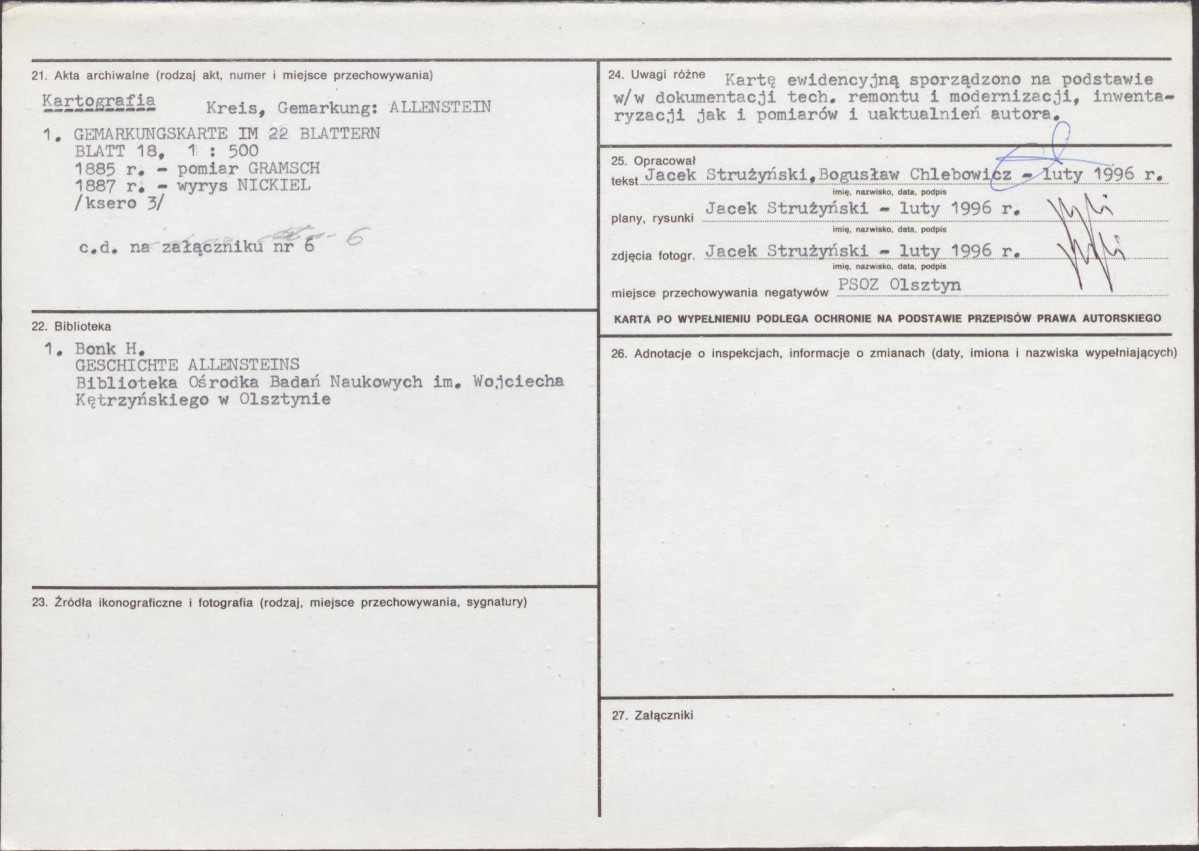 21. Akta archiwalne (rodzaj akt, numer i miejsce przechowywania)
Kartografia Kreis, Gemarkung: ALLENSTEIN
1. GEMARKUNGSKARTE IM 22 BLATTERN
BLATT 18, 1 : 500
1885 r. - pomiar GRAMSCH
1887 r. - wyrys NICKIEL
/ksero 3/
c.d. na załączniku nr 6
22. Biblioteka
1. Bonk H.
GESCHICHTE ALLENSTEINS
Biblioteka Ośrodka Badań Naukowych im. Wojciecha
Kętrzyńskiego w Olsztynie
23. Źródła ikonograficzne i fotografia (rodzaj, miejsce przechowywania, sygnatury)
24. Uwagi różne Kartę ewidencyjną sporządzono na podstawie
w/w dokumentacji tech. remontu i modernizacji, inwenta-
ryzacji jak i pomiarów i uaktualnień autora.
25. Opracował
tekst Jacek Strużyński,Bogusław Chlebowicz - luty 1996 r.
imię, nazwisko, data, podpis
plany, rysunki Jacek Strużyński - luty 1996 r.
imię, nazwisko, data, podpis
zdjęcia fotogr. Jacek Strużyński - luty 1996 r.
imię, nazwisko, data, podpis
miejsce przechowywania negatywów PSOZ Olsztyn
KARTA PO WYPEŁNIENIU PODLEGA OCHRONIE NA PODSTAWIE PRZEPISÓW PRAWA AUTORSKIEGO
26. Adnotacje o inspekcjach, informacje o zmianach (daty, imiona i nazwiska wypełniających)
27. Załączniki